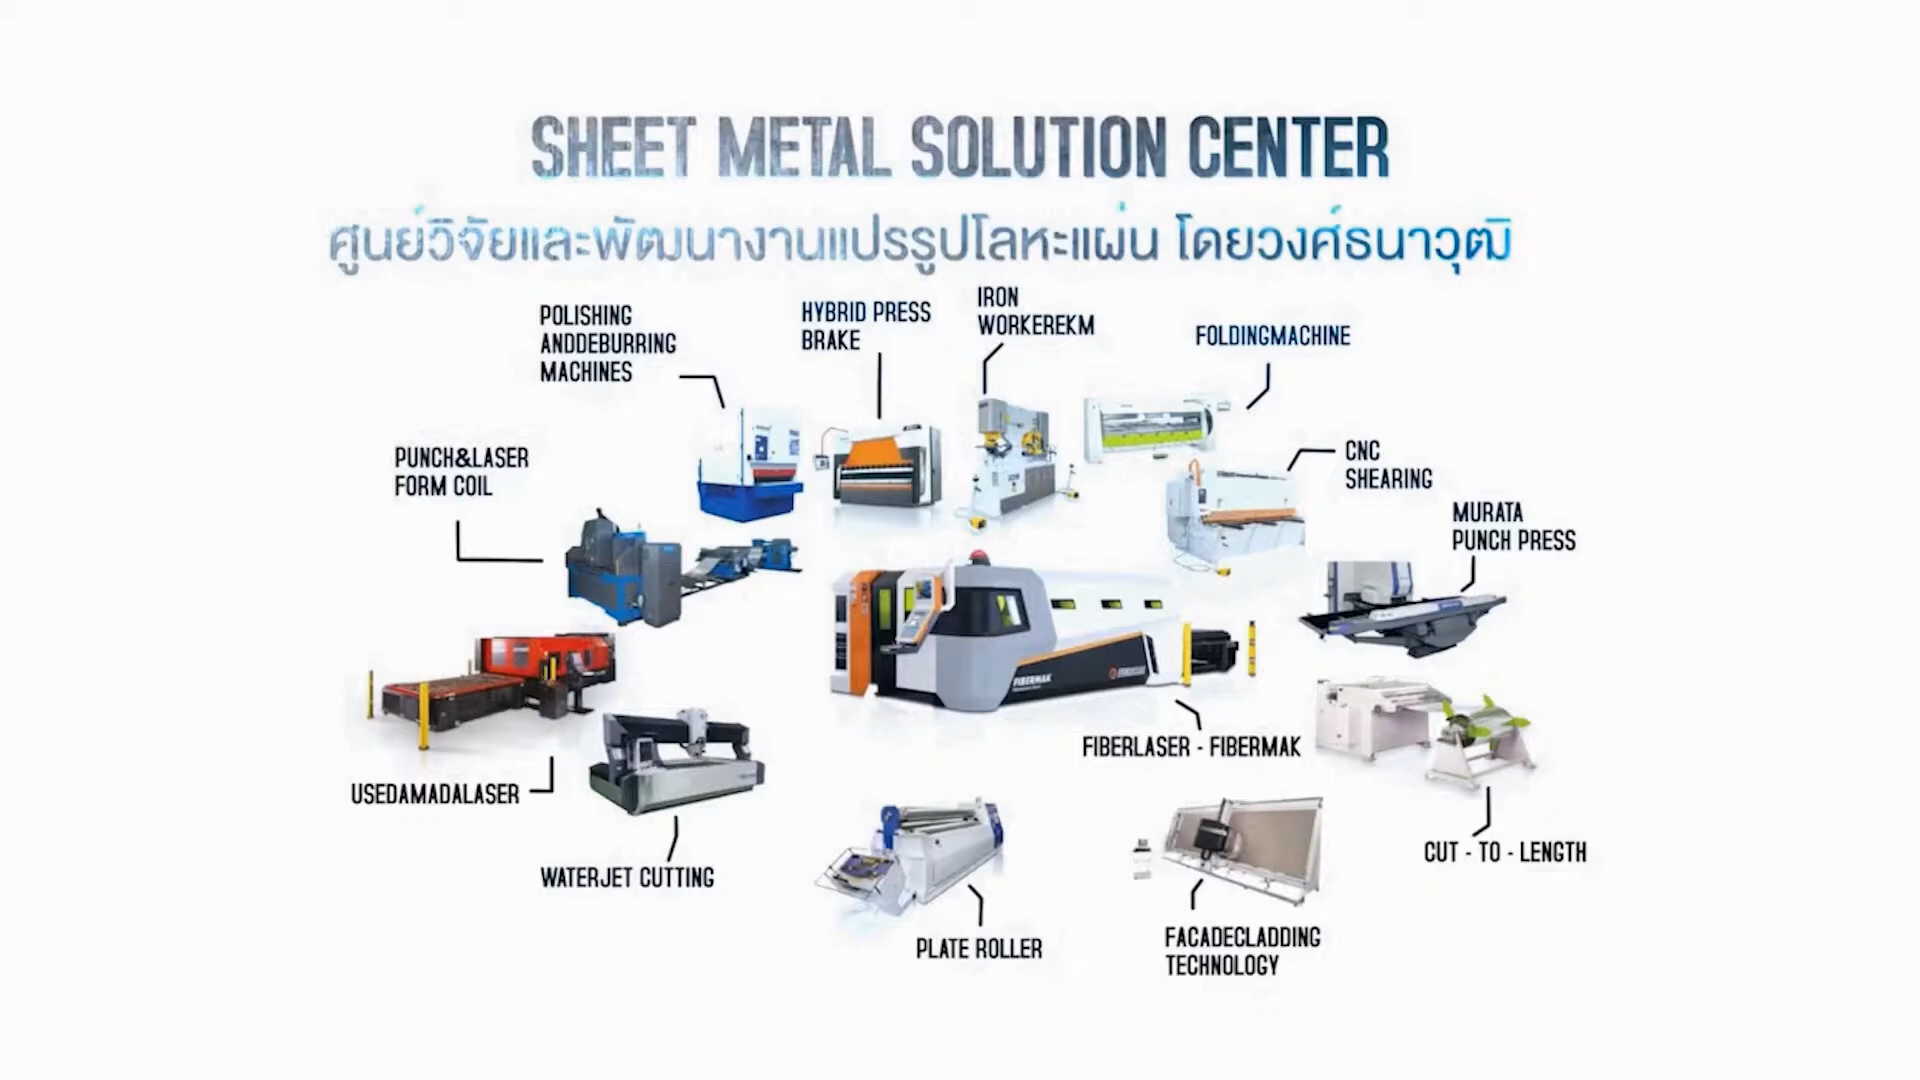 SHEET METAL SOLUTION CENTER
ศูนย์วิจัยและพัฒนางานแปรรูปโลหะแผ่น โดยวงศ์ธนาวุฒิ
IRON
WORKEREKM
POLISHING
ANDDEBURRING
MACHINES
HYBRID PRESS
BRAKE
FOLDINGMACHINE
PUNCH&LASER
FORM COIL
CNC
SHEARING
MURATA
PUNCH PRESS
FIBERMAK
FIBERLASER - FIBERMAK
USEDAMADALASER
WATERJET CUTTING
CUT - TO - LENGTH
PLATE ROLLER
FACADECLADDING
TECHNOLOGY